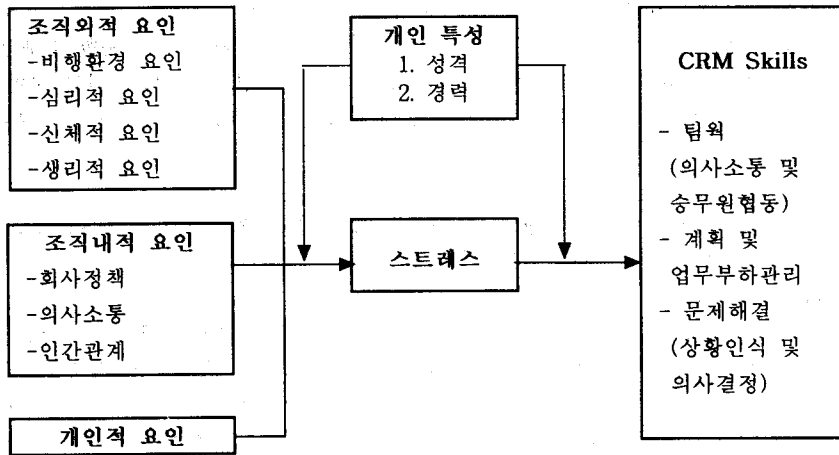 조직외적 요인
-비행환경 요인
-심리적 요인
-신체적 요인
-생리적 요인
조직내적 요인
-회사정책
-의사소통
-인간관계
개인적 요인
개인 특성
1. 성격
2. 경력
스트레스
CRM Skills
- 팀웍
(의사소통 및
승무원협동)
- 계획 및
업무부하관리
- 문제해결
(상황인식 및
의사결정)